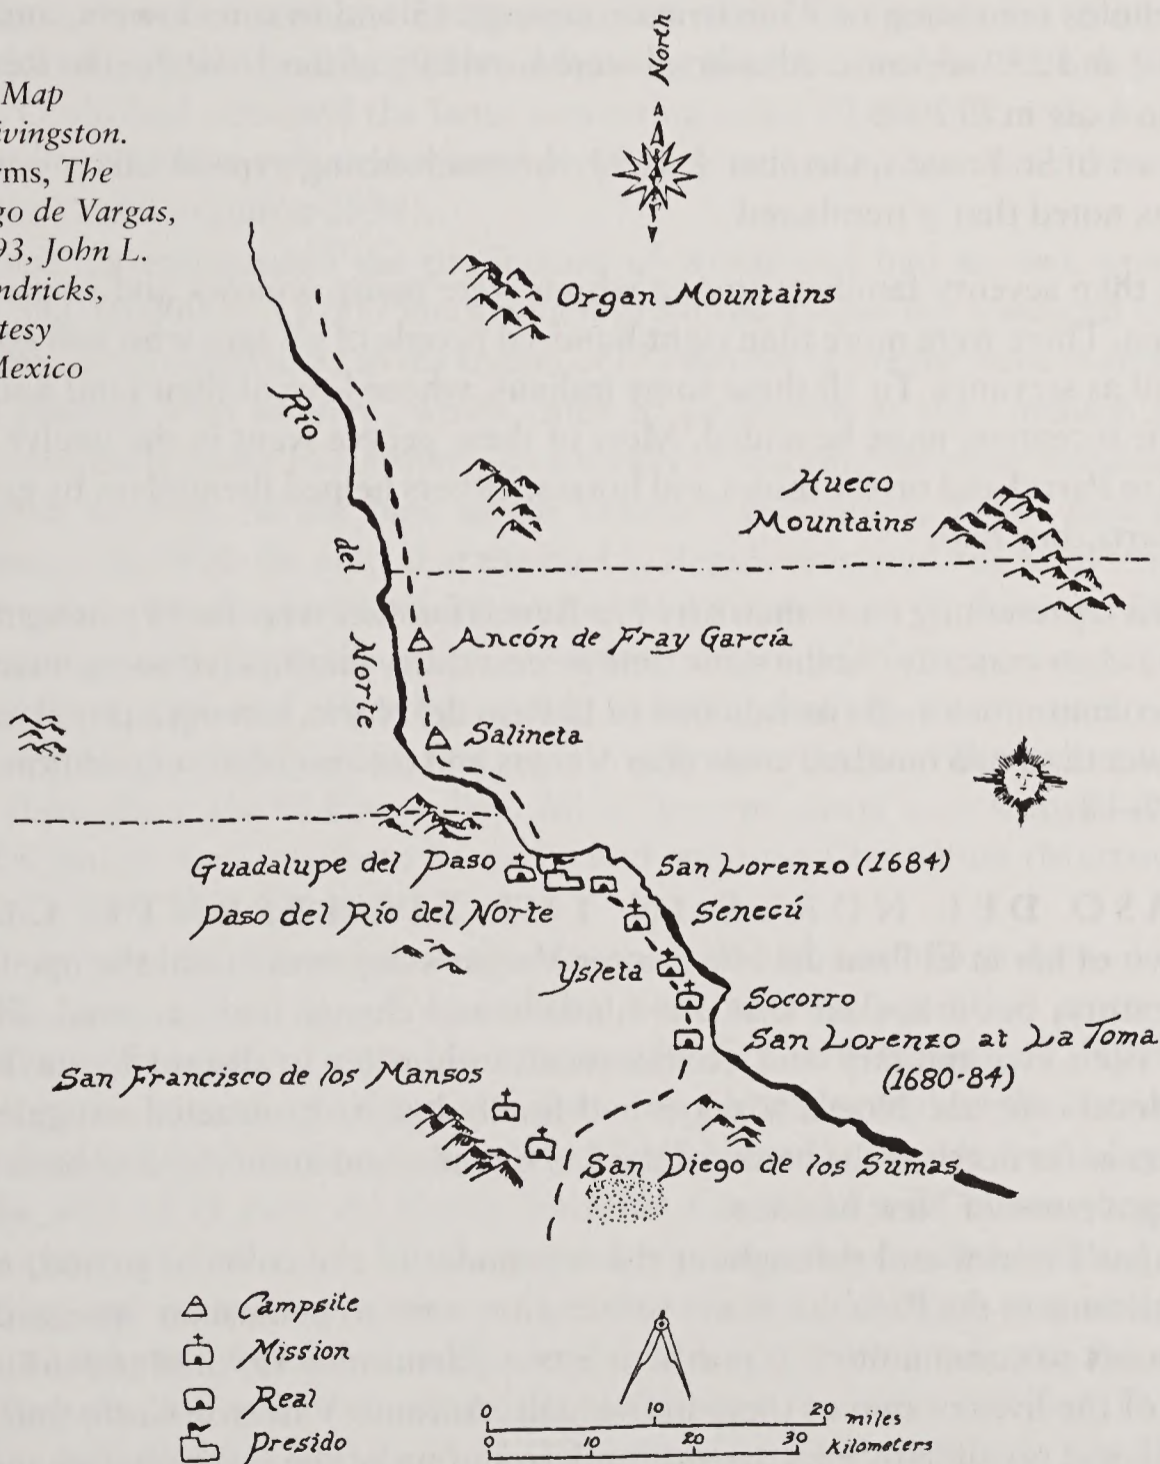 Map
ivingston.
rms, The
go de Vargas,
93, John L.
ndricks,
tesy
Mexico
North
Organ Mountains
Río
del
Norte
Hueco
Mountains
Ancón de Fray García
Salineta
Guadalupe del Paso
San Lorenzo (1684)
Paso del Río del Norte
Senecú
Ysleta
Socorro
San Lorenzo at La Toma
(1680-84)
San Francisco de los Mansos
San Diego de los Sumas
Campsite
Mission
Real
Presido
0 10 20 miles
0 10 20 30 kilometers